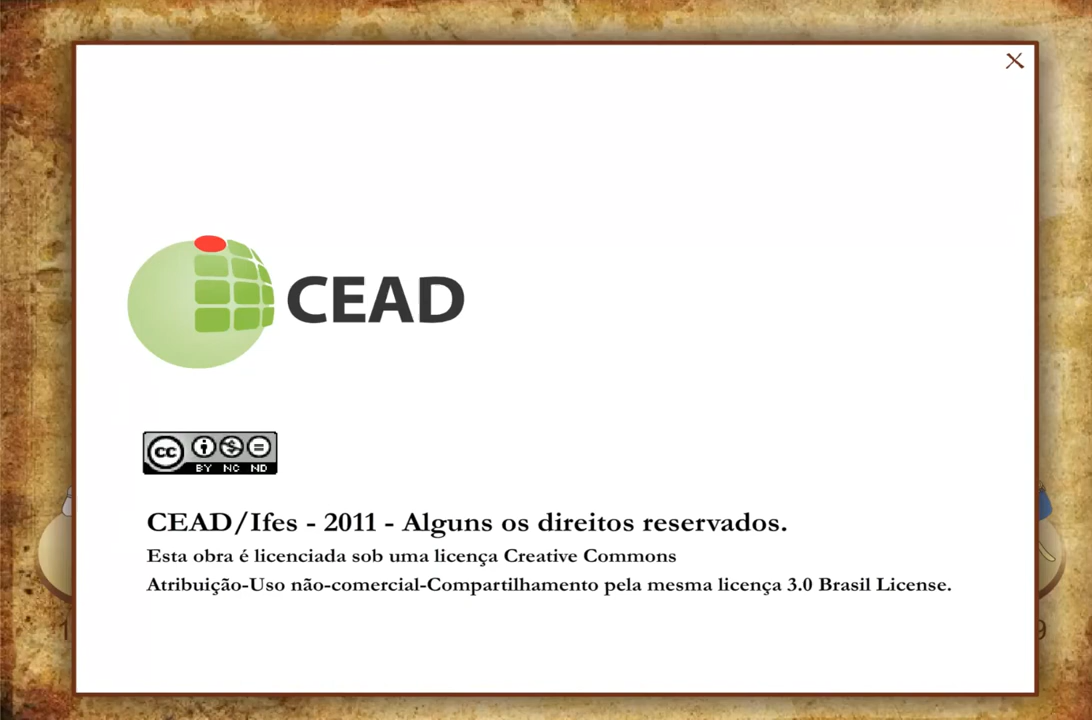 CEAD
cc
BY NC ND
CEAD/Ifes - 2011 - Alguns os direitos reservados.
Esta obra é licenciada sob uma licença Creative Commons
Atribuição-Uso não-comercial-Compartilhamento pela mesma licença 3.0 Brasil License.